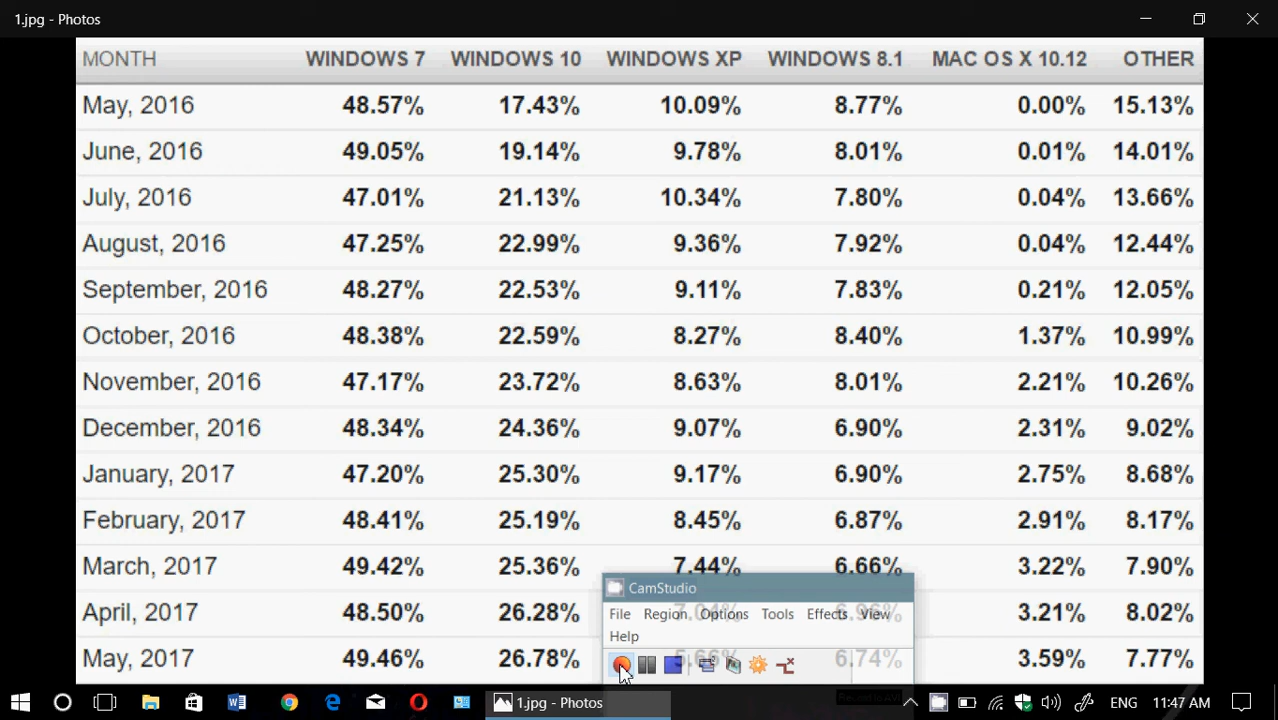 1.jpg - Photos
MONTH WINDOWS 7 WINDOWS 10 WINDOWS XP WINDOWS 8.1 MAC OS X 10.12 OTHER
May, 2016 48.57% 17.43% 10.09% 8.77% 0.00% 15.13%
June, 2016 49.05% 19.14% 9.78% 8.01% 0.01% 14.01%
July, 2016 47.01% 21.13% 10.34% 7.80% 0.04% 13.66%
August, 2016 47.25% 22.99% 9.36% 7.92% 0.04% 12.44%
September, 2016 48.27% 22.53% 9.11% 7.83% 0.21% 12.05%
October, 2016 48.38% 22.59% 8.27% 8.40% 1.37% 10.99%
November, 2016 47.17% 23.72% 8.63% 8.01% 2.21% 10.26%
December, 2016 48.34% 24.36% 9.07% 6.90% 2.31% 9.02%
January, 2017 47.20% 25.30% 9.17% 6.90% 2.75% 8.68%
February, 2017 48.41% 25.19% 8.45% 6.87% 2.91% 8.17%
March, 2017 49.42% 25.36% 7.44% 6.66% 3.22% 7.90%
April, 2017 48.50% 26.28% 7.04% 6.96% 3.21% 8.02%
May, 2017 49.46% 26.78% 5.66% 6.74% 3.59% 7.77%
CamStudio
File Region Options Tools Effects View
Help
1.jpg - Photos ENG 11:47 AM